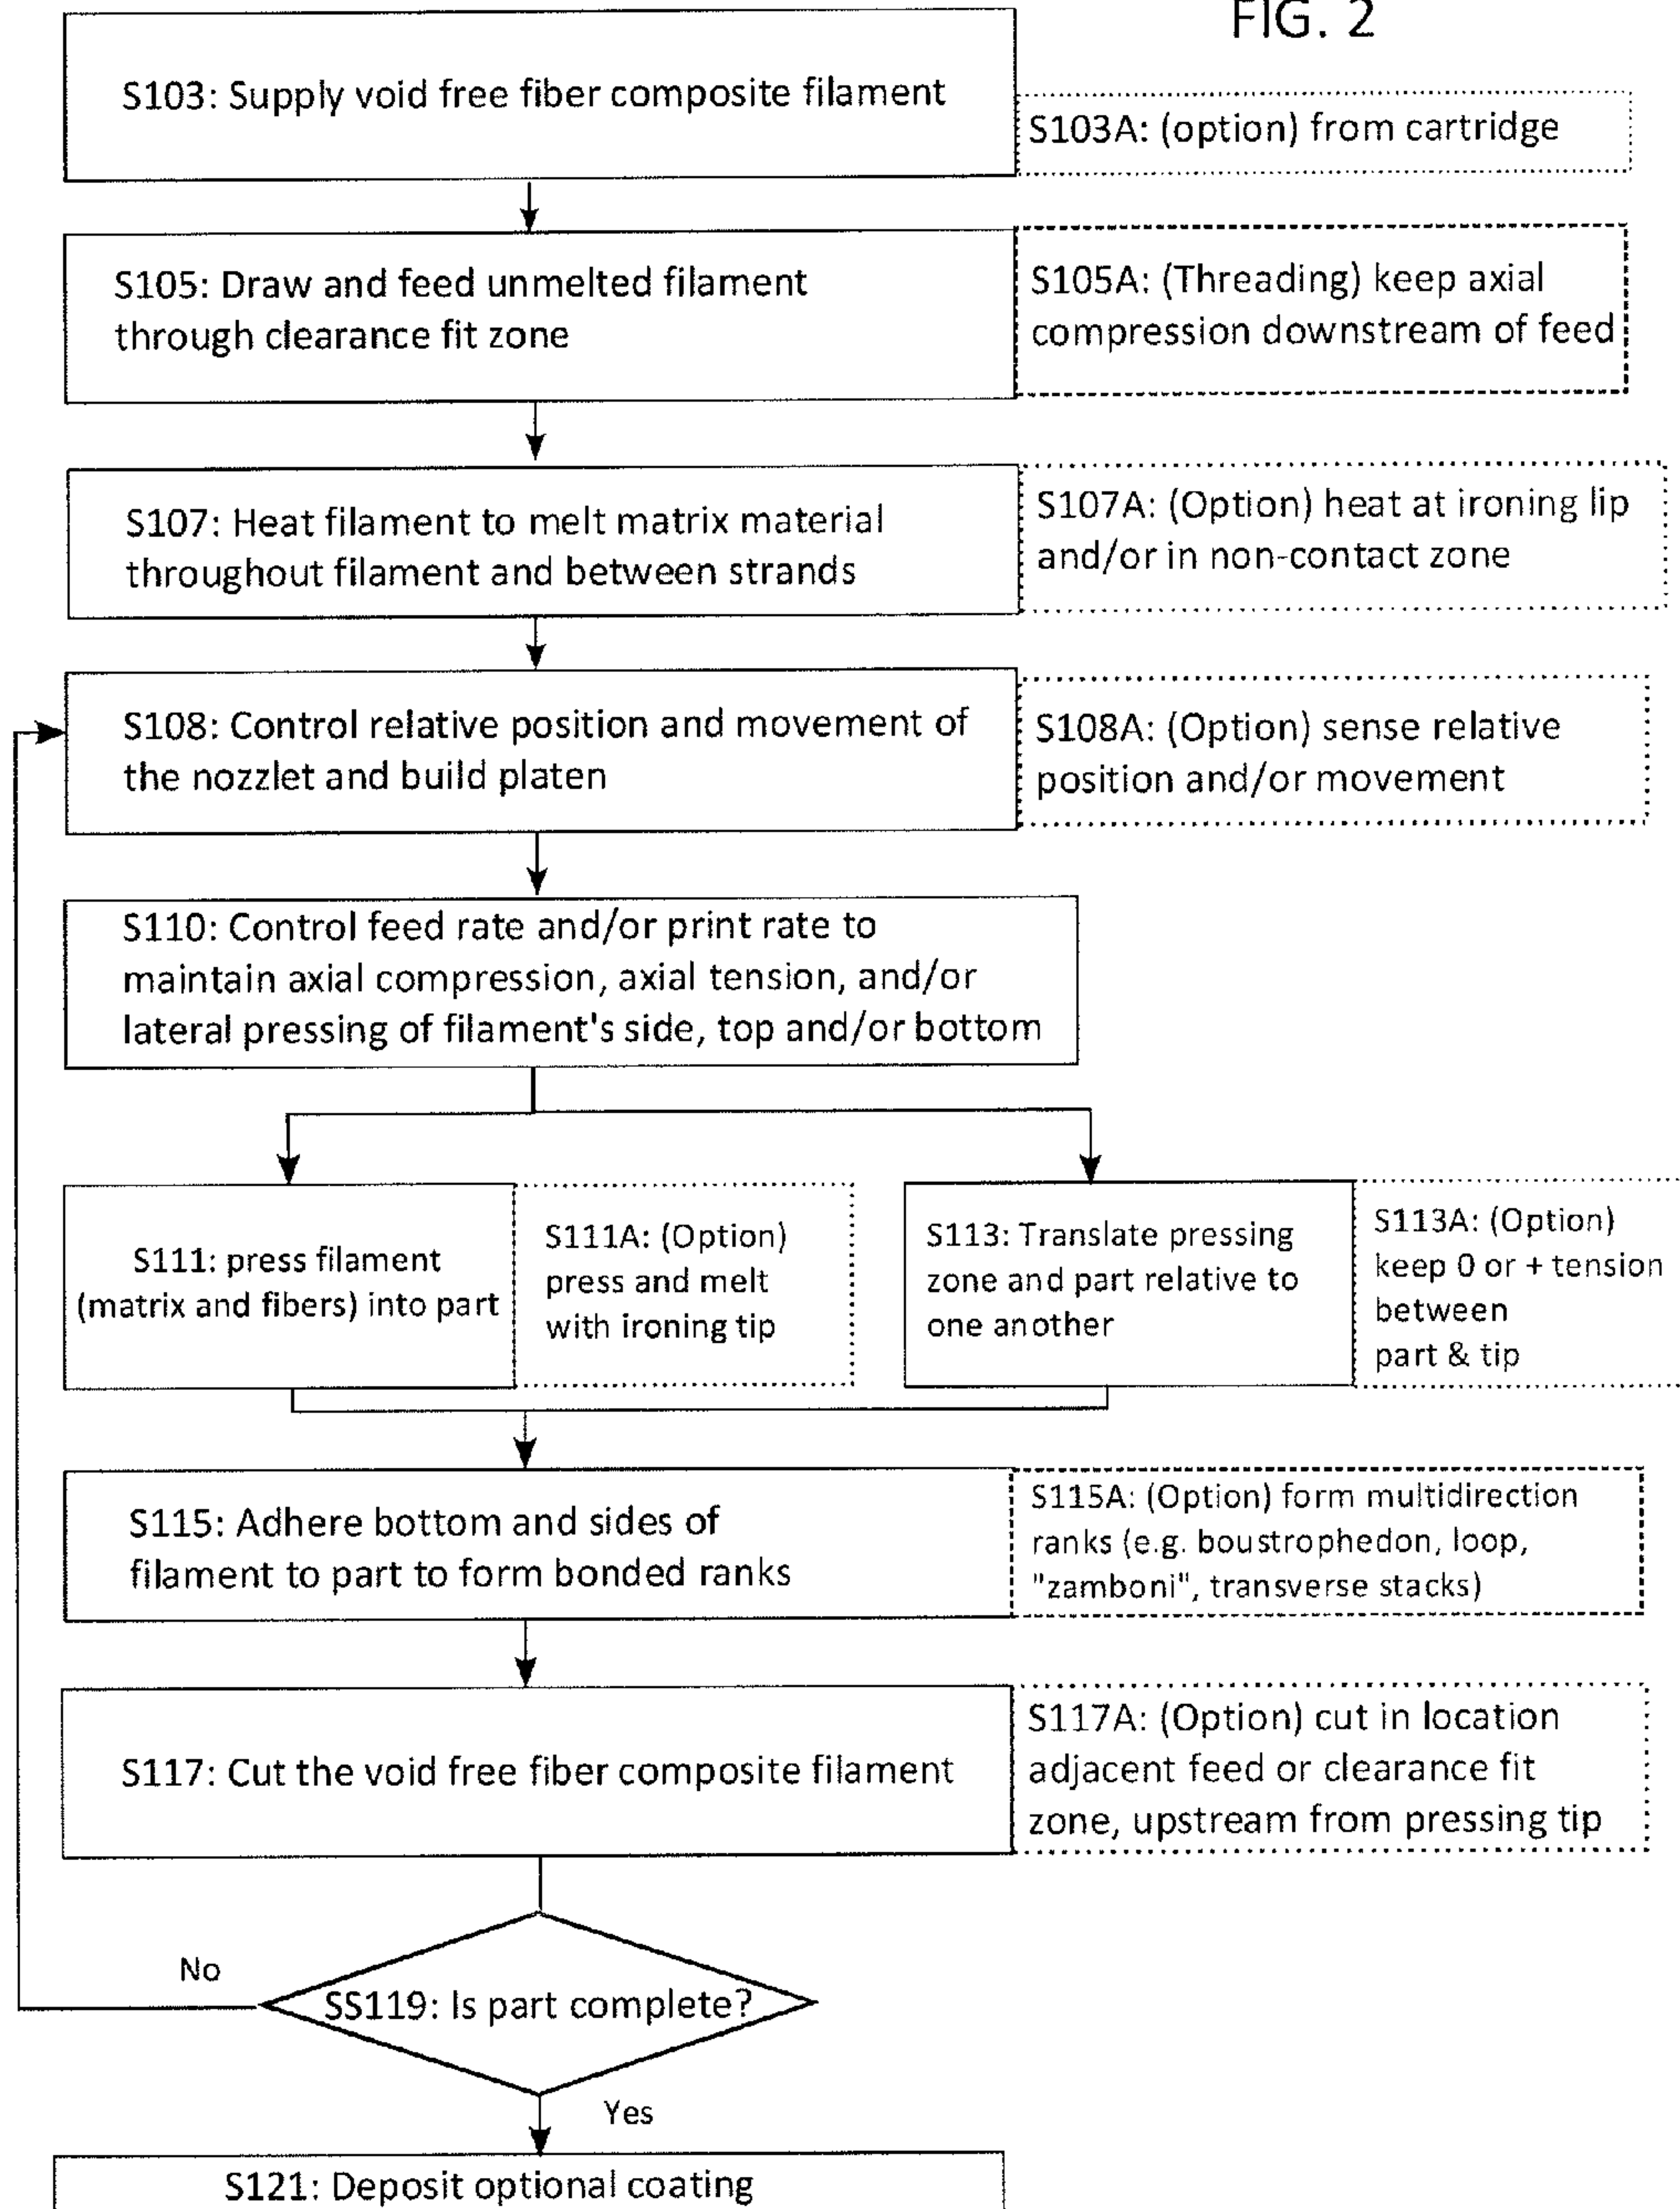 FIG. 2
S103: Supply void free fiber composite filament
S103A: (option) from cartridge
S105: Draw and feed unmelted filament
through clearance fit zone
S105A: (Threading) keep axial
compression downstream of feed
S107: Heat filament to melt matrix material
throughout filament and between strands
S107A: (Option) heat at ironing lip
and/or in non-contact zone
S108: Control relative position and movement of
the nozzlet and build platen
S108A: (Option) sense relative
position and/or movement
S110: Control feed rate and/or print rate to
maintain axial compression, axial tension, and/or
lateral pressing of filament's side, top and/or bottom
S111: press filament
(matrix and fibers) into part
S111A: (Option)
press and melt
with ironing tip
S113: Translate pressing
zone and part relative to
one another
S113A: (Option)
keep 0 or + tension
between
part & tip
S115: Adhere bottom and sides of
filament to part to form bonded ranks
S115A: (Option) form multidirection
ranks (e.g. boustrophedon, loop,
"zamboni", transverse stacks)
S117: Cut the void free fiber composite filament
S117A: (Option) cut in location
adjacent feed or clearance fit
zone, upstream from pressing tip
No
SS119: Is part complete?
Yes
S121: Deposit optional coating